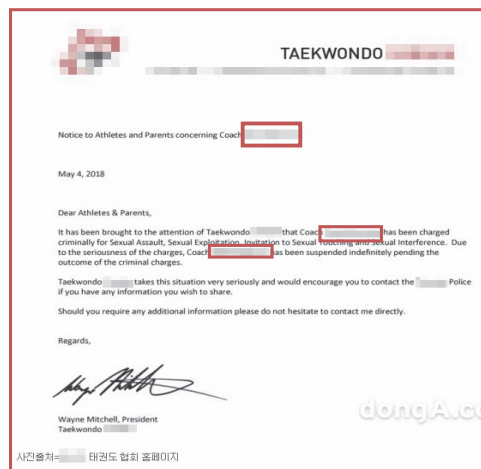 TAEKWONDO
Notice to Athletes and Parents concerning Coach
May 4, 2018
Dear Athletes & Parents,
It has been brought to the attention of Taekwondo that Coach has been charged
criminally for Sexual Assault, Sexual Exploitation, Invitation to Sexual Touching and Sexual Interference. Due
to the seriousness of the charges, Coach has been suspended indefinitely pending the
outcome of the criminal charges.
Taekwondo takes this situation very seriously and would encourage you to contact the Police
if you have any information you wish to share.
Should you require any additional information please do not hesitate to contact me directly.
Regards,
Wayne Mitchell, President
Taekwondo
dongA.co
사진출처= 태권도 협회 홈페이지